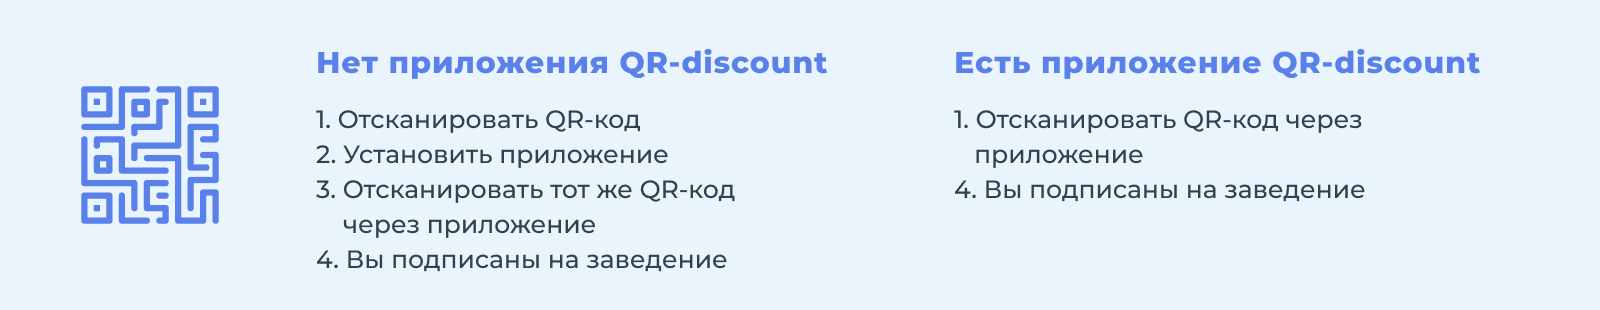 Нет приложения QR-discount
1. Отсканировать QR-код
2. Установить приложение
3. Отсканировать тот же QR-код
через приложение
4. Вы подписаны на заведение
Есть приложение QR-discount
1. Отсканировать QR-код через
приложение
4. Вы подписаны на заведение